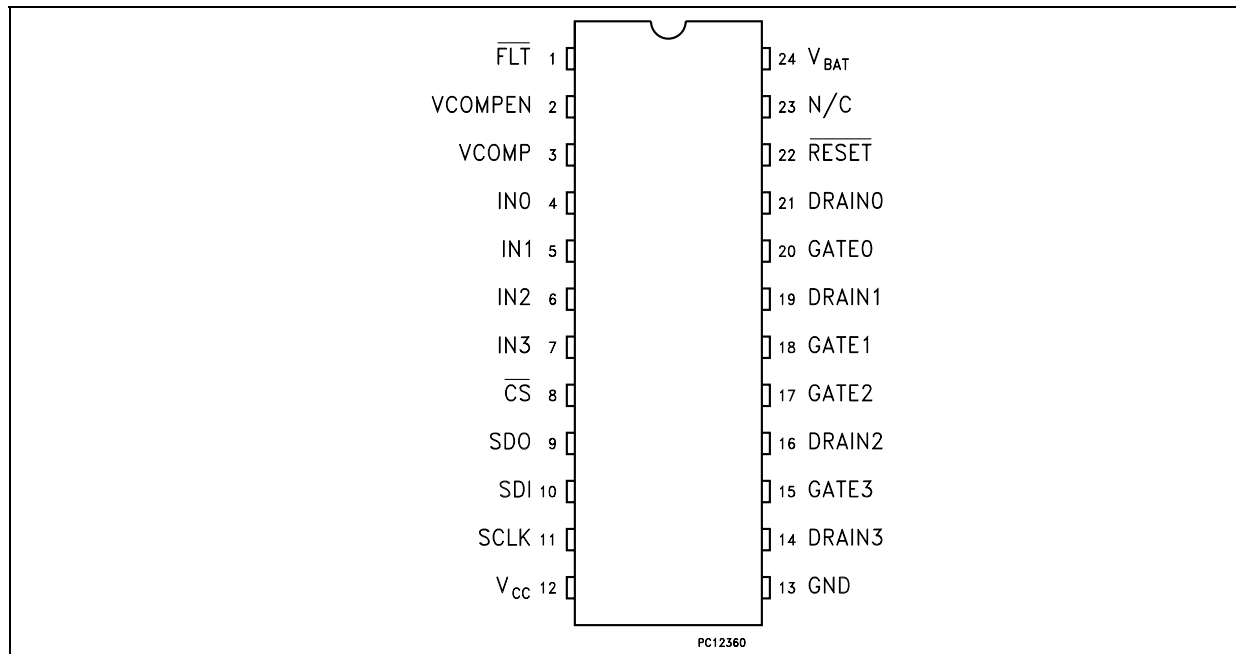 FLT 1
VCOMPEN 2
VCOMP 3
IN0 4
IN1 5
IN2 6
IN3 7
CS 8
SDO 9
SDI 10
SCLK 11
VCC 12
24 VBAT
23 N/C
22 RESET
21 DRAIN0
20 GATE0
19 DRAIN1
18 GATE1
17 GATE2
16 DRAIN2
15 GATE3
14 DRAIN3
13 GND
PC12360